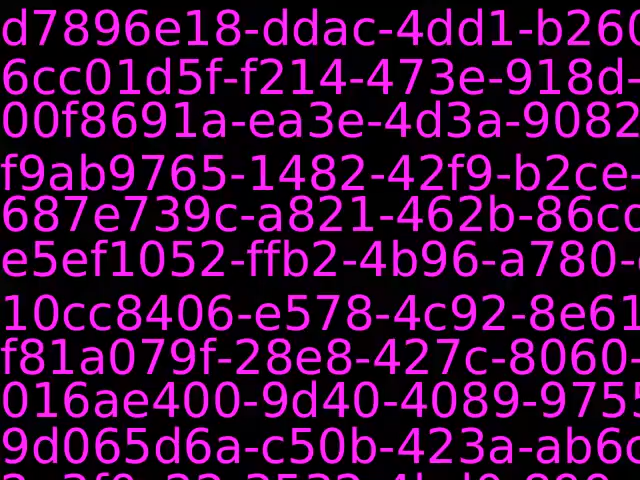 d7896e18-ddac-4dd1-b260
6cc01d5f-f214-473e-918d-
00f8691a-ea3e-4d3a-9082
f9ab9765-1482-42f9-b2ce-
687e739c-a821-462b-86cc
e5ef1052-ffb2-4b96-a780-
10cc8406-e578-4c92-8e61
f81a079f-28e8-427c-8060-
016ae400-9d40-4089-9755
9d065d6a-c50b-423a-ab6c